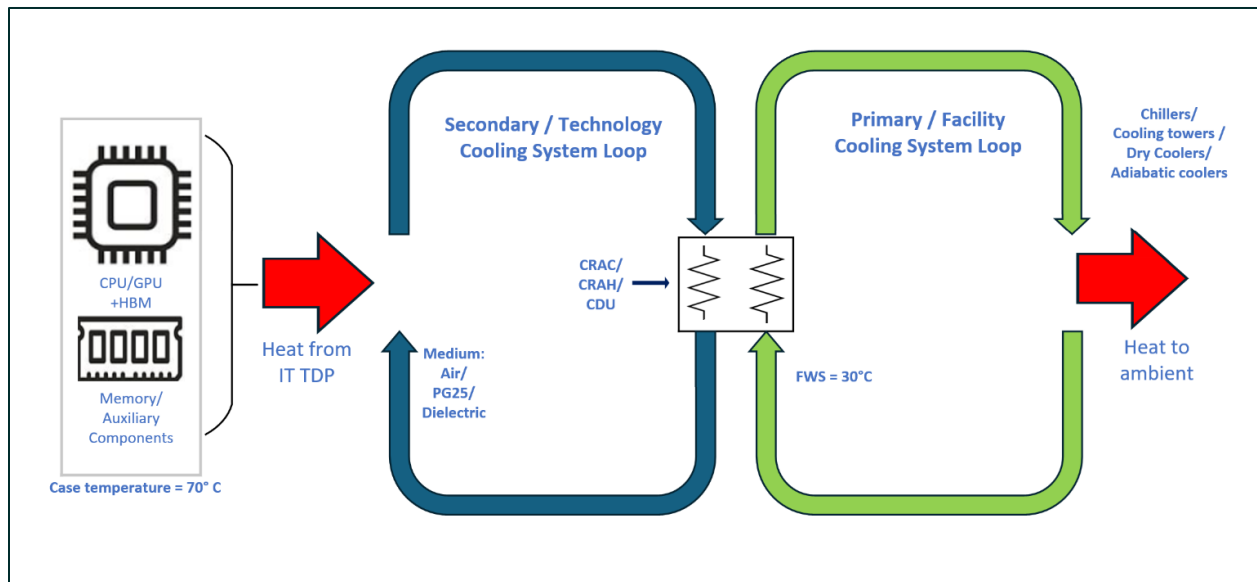 CPU/GPU
+HBM
Memory/
Auxiliary
Components
Case temperature = 70° C
Heat from
IT TDP
Secondary / Technology
Cooling System Loop
Medium:
Air/
PG25/
Dielectric
CRAC/
CRAH/
CDU
Primary / Facility
Cooling System Loop
FWS = 30°C
Chillers/
Cooling towers /
Dry Coolers/
Adiabatic coolers
Heat to
ambient